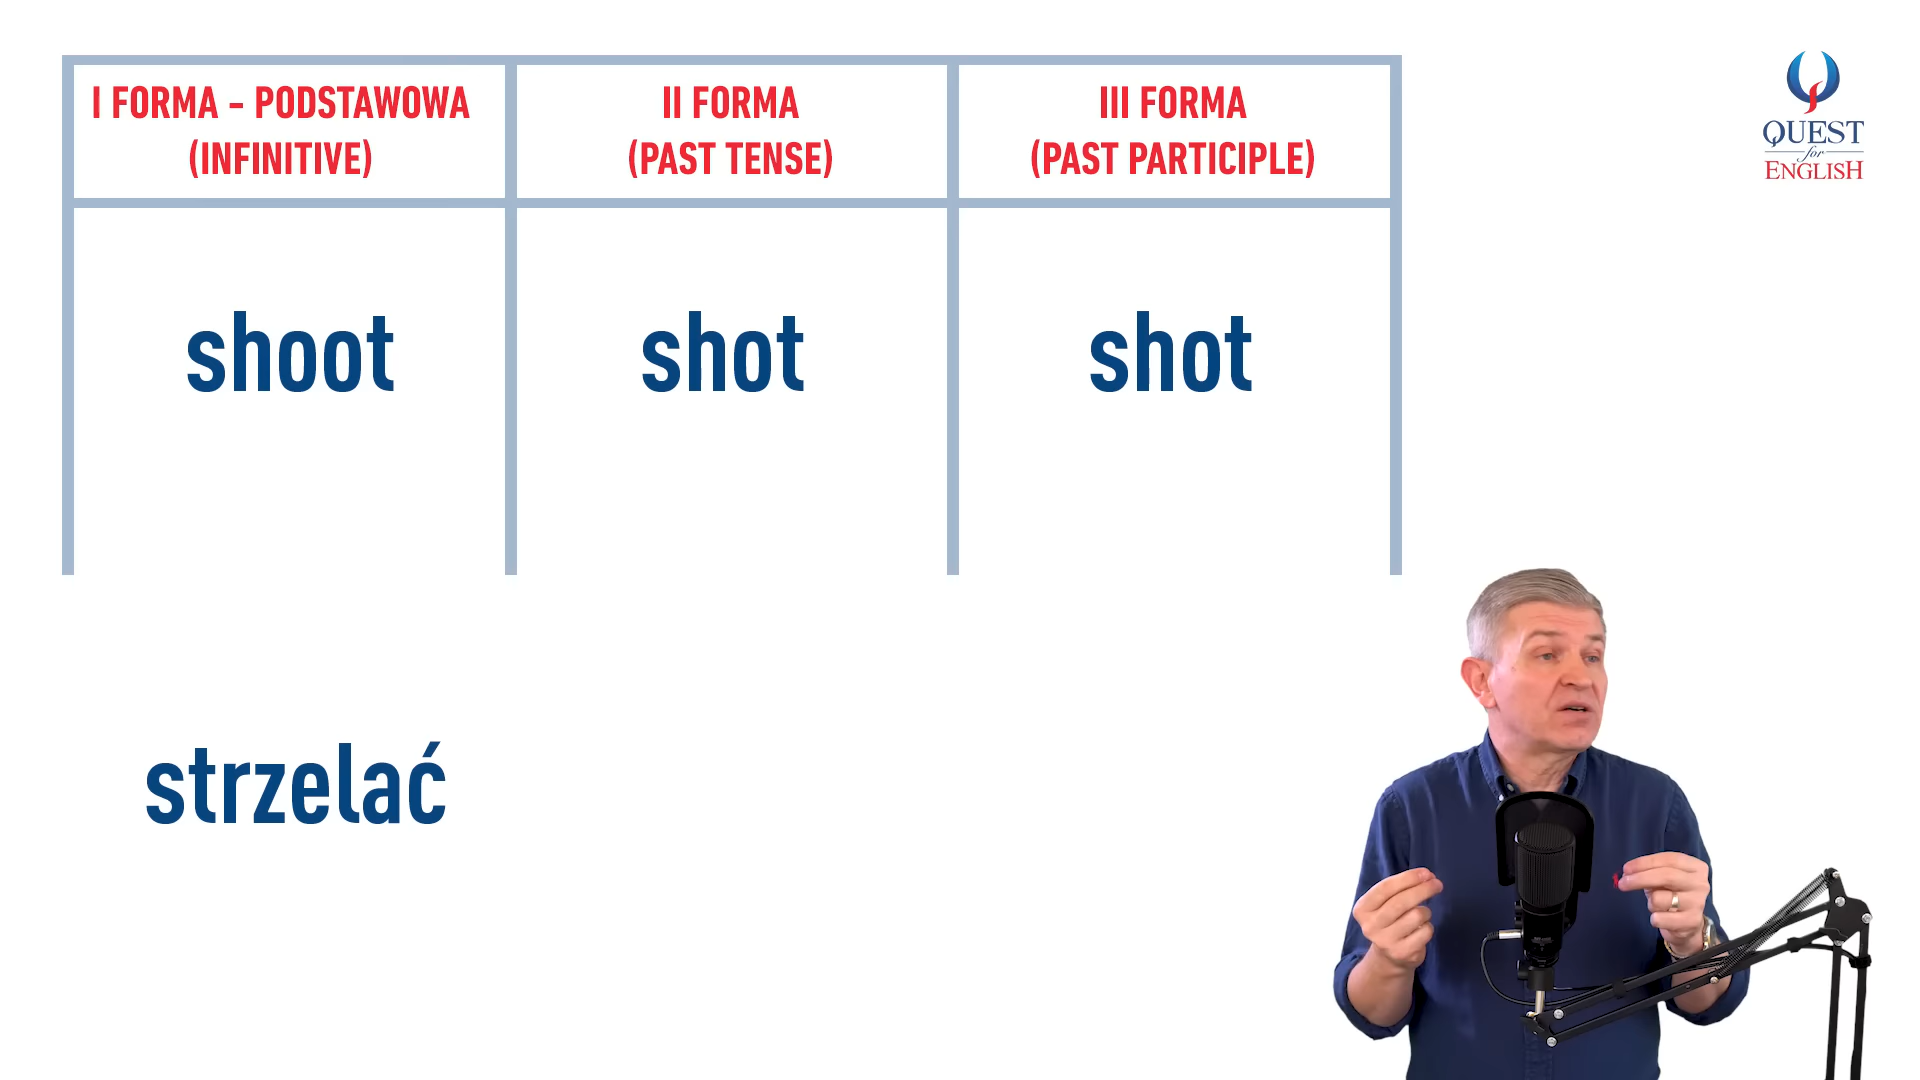 I FORMA – PODSTAWOWA
(INFINITIVE)
II FORMA
(PAST TENSE)
III FORMA
(PAST PARTICIPLE)
shoot
shot
shot
strzelać
QUEST
for
ENGLISH